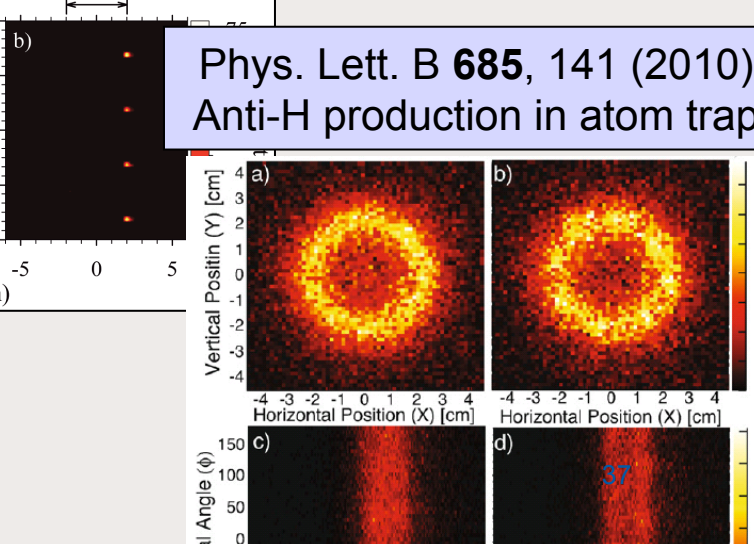 b)
Phys. Lett. B 685, 141 (2010)
Anti-H production in atom trap
-5 0 5
a) b)
4
3
2
1
0
-1
-2
-3
-4
Vertical Positin (Y) [cm]
-4 -3 -2 -1 0 1 2 3 4
-4 -3 -2 -1 0 1 2 3 4
Horizontal Position (X) [cm]
Horizontal Position (X) [cm]
c) d)
150
100
50
0
Angle (ϕ)
37